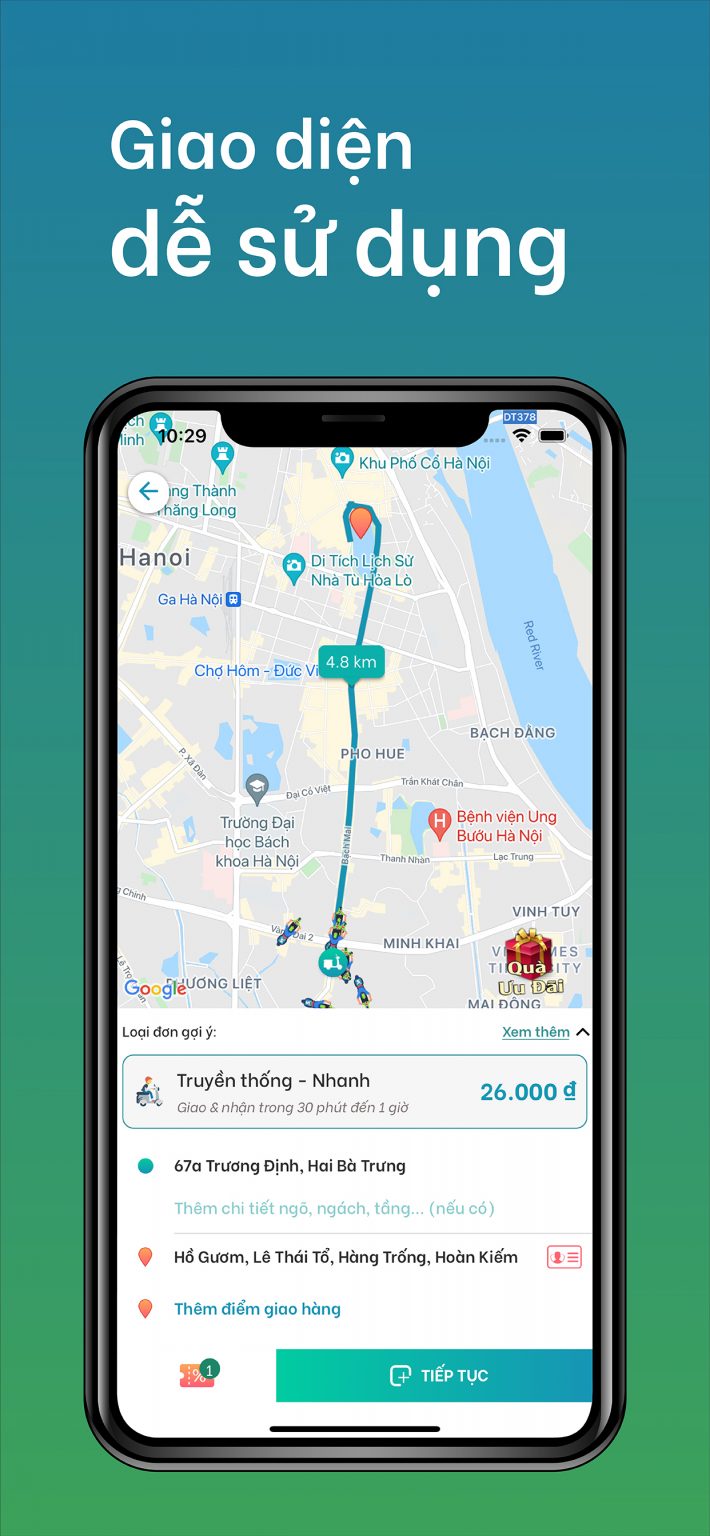 Giao diện
dễ sử dụng
DT378
10:29
Khu Phố Cổ Hà Nội
Thành
Thăng Long
Hanoi
Di Tích Lịch Sử
Nhà Tù Hỏa Lò
Ga Hà Nội
4.8 km
Chợ Hôm - Đức Vi
Red River
BẠCH ĐẰNG
PHO HUE
P. Xã Đàn
Trần Khát Chân
Đại Cồ Việt
Trường Đại
học Bách
khoa Hà Nội
H
Bệnh viện Ung
Bướu Hà Nội
Bạch Mai
Thanh Nhàn
Lạc Trung
VINH TUY
MINH KHAI
Quà
Ưu Đãi
Google
PHƯƠNG LIỆT
MAI ĐỘNG
Loại đơn gợi ý:
Xem thêm
Truyền thống - Nhanh
26.000 ₫
Giao & nhận trong 30 phút đến 1 giờ
67a Trương Định, Hai Bà Trưng
Thêm chi tiết ngõ, ngách, tầng... (nếu có)
Hồ Gươm, Lê Thái Tổ, Hàng Trống, Hoàn Kiếm
Thêm điểm giao hàng
%
1
TIẾP TỤC